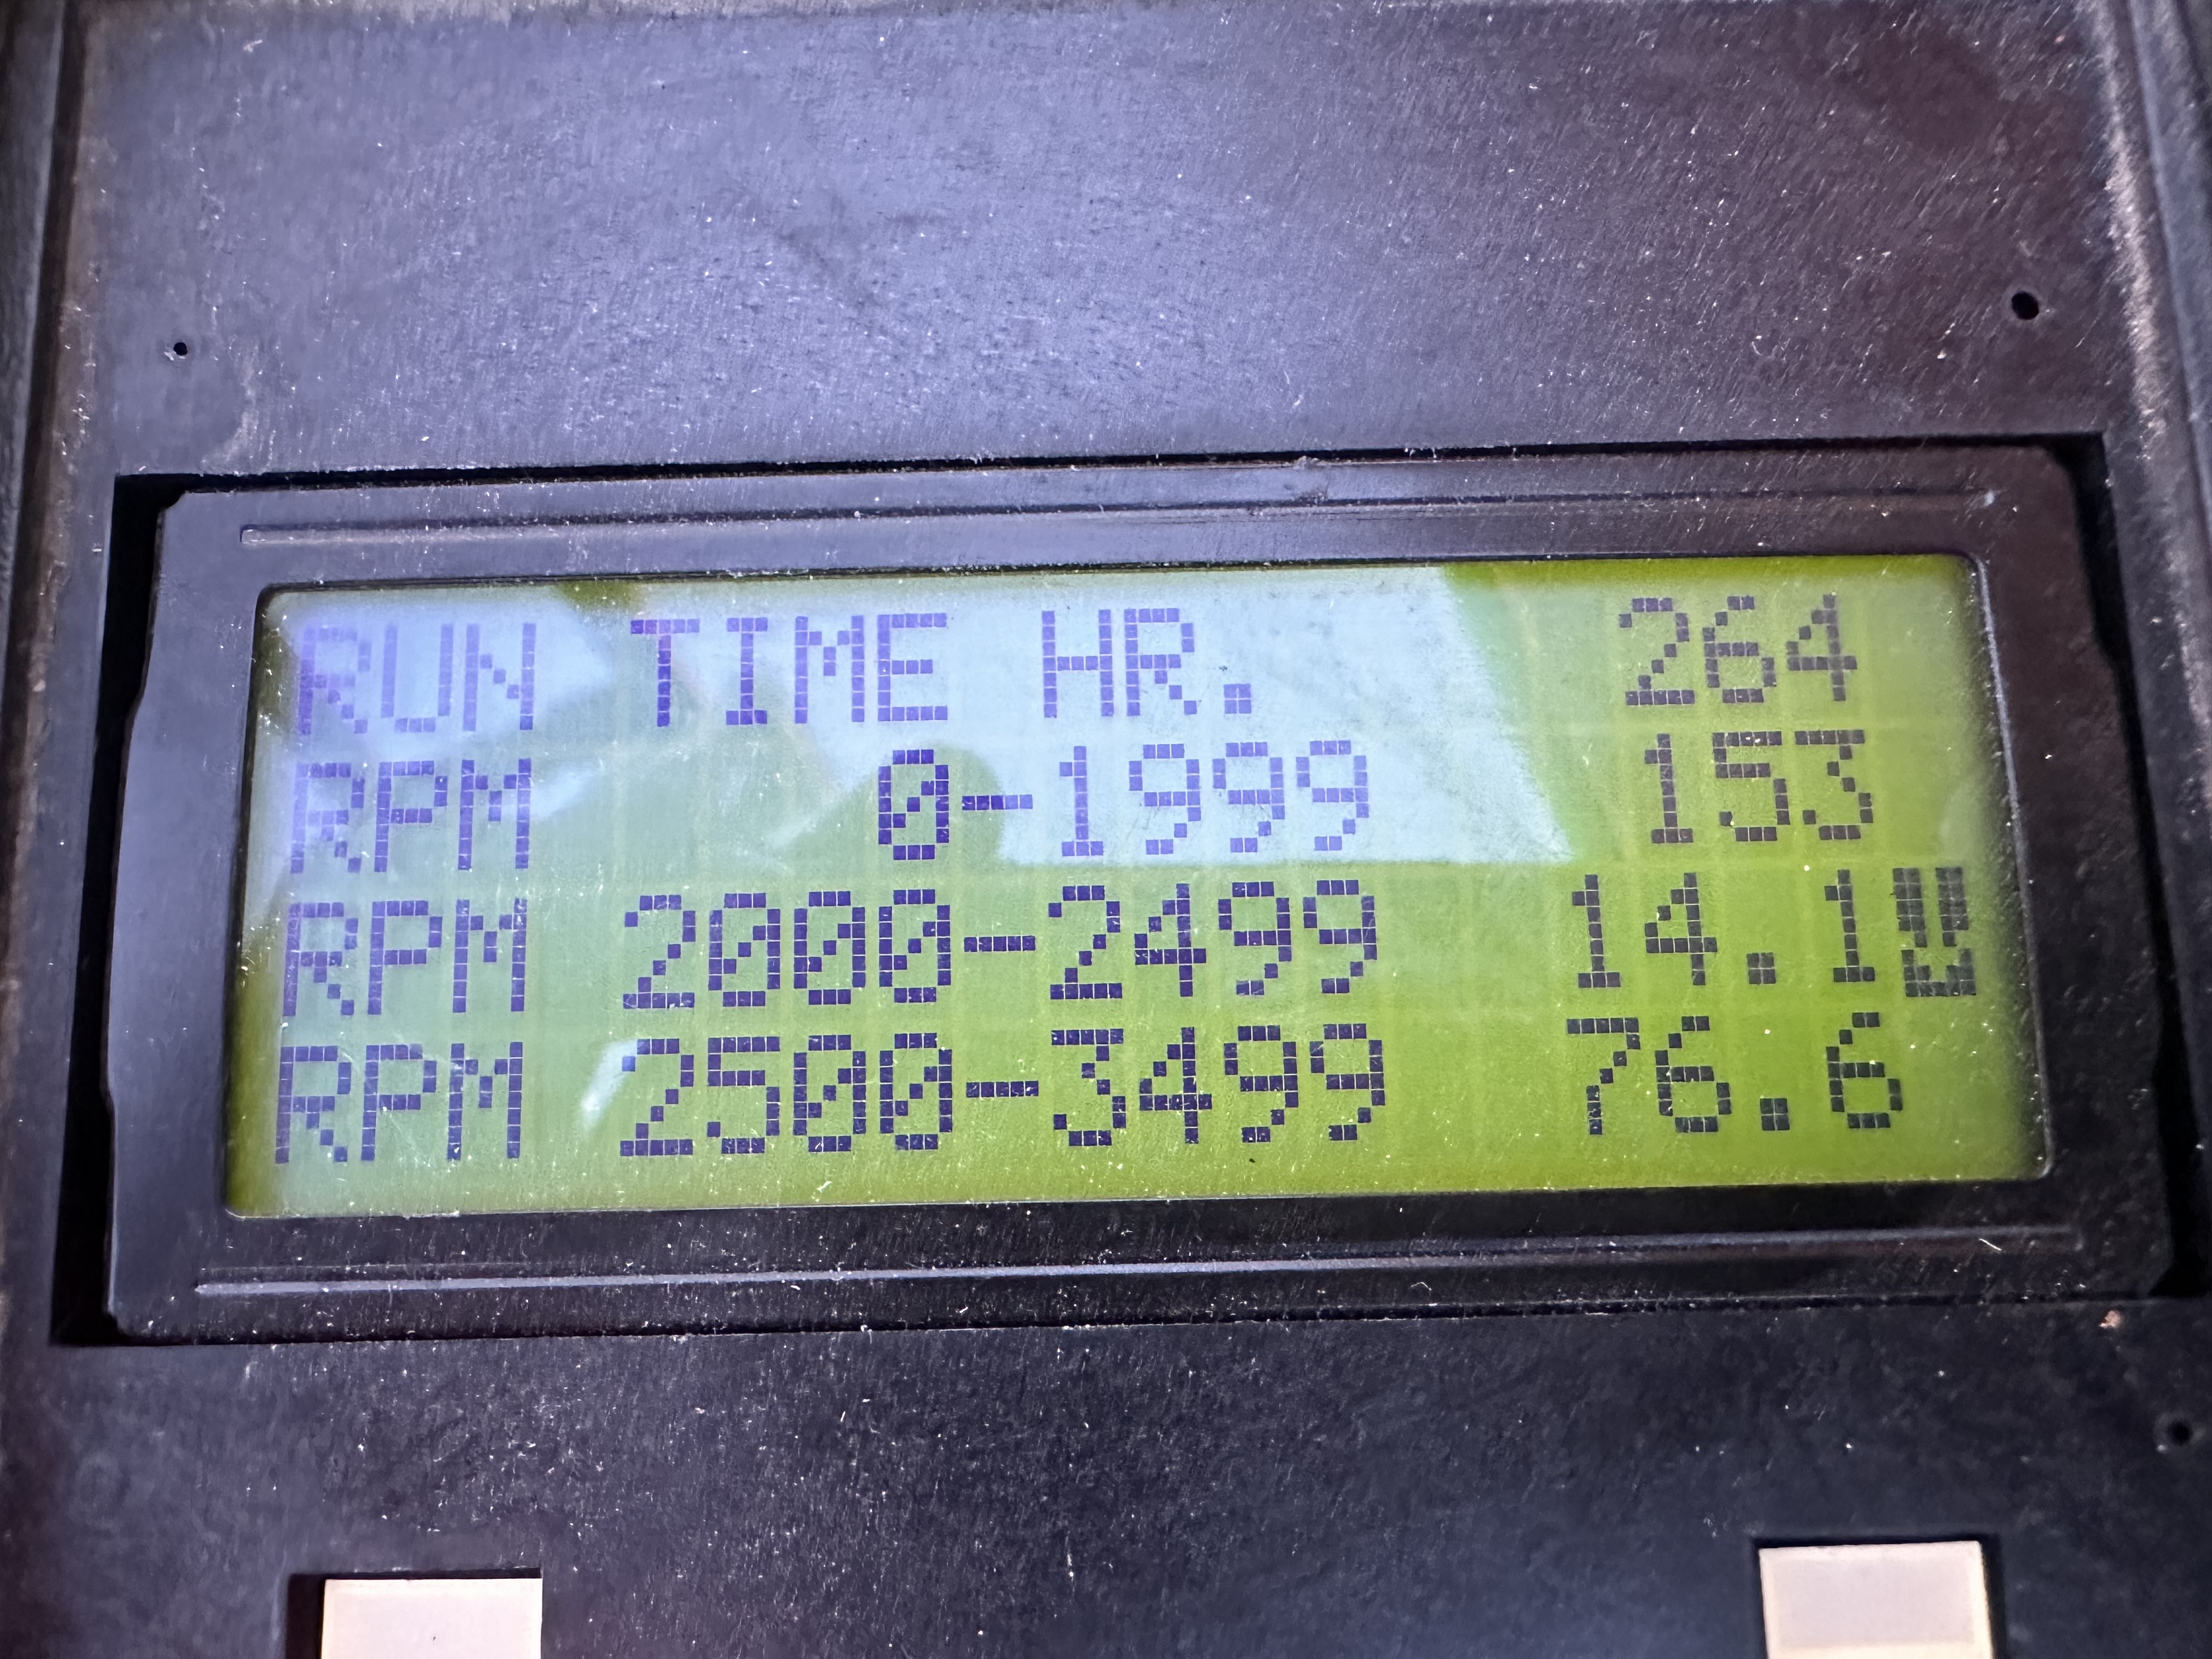 RUN TIME HR. 264
RPM 0-1999 153
RPM 2000-2499 14.1
RPM 2500-3499 76.6